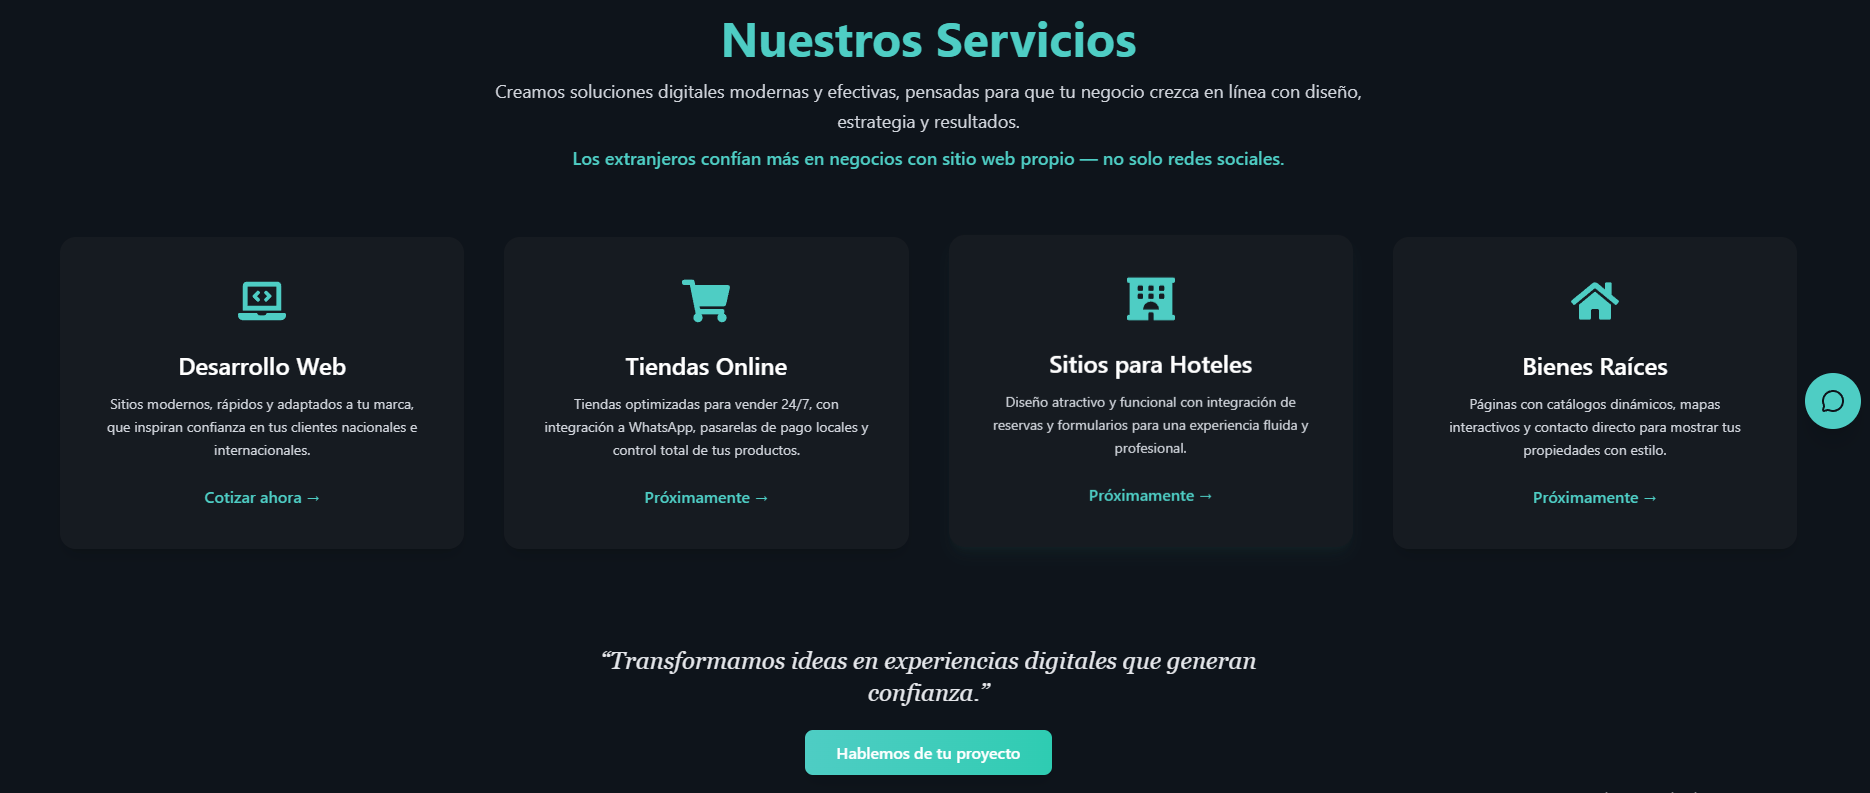 Nuestros Servicios
Creamos soluciones digitales modernas y efectivas, pensadas para que tu negocio crezca en línea con diseño,
estrategia y resultados.
Los extranjeros confían más en negocios con sitio web propio — no solo redes sociales.
Desarrollo Web
Sitios modernos, rápidos y adaptados a tu marca,
que inspiran confianza en tus clientes nacionales e
internacionales.
Cotizar ahora →
Tiendas Online
Tiendas optimizadas para vender 24/7, con
integración a WhatsApp, pasarelas de pago locales y
control total de tus productos.
Próximamente →
Sitios para Hoteles
Diseño atractivo y funcional con integración de
reservas y formularios para una experiencia fluida y
profesional.
Próximamente →
Bienes Raíces
Páginas con catálogos dinámicos, mapas
interactivos y contacto directo para mostrar tus
propiedades con estilo.
Próximamente →
“Transformamos ideas en experiencias digitales que generan
confianza.”
Hablemos de tu proyecto